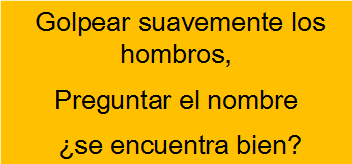 Golpear suavemente los
hombros,
Preguntar el nombre
¿se encuentra bien?